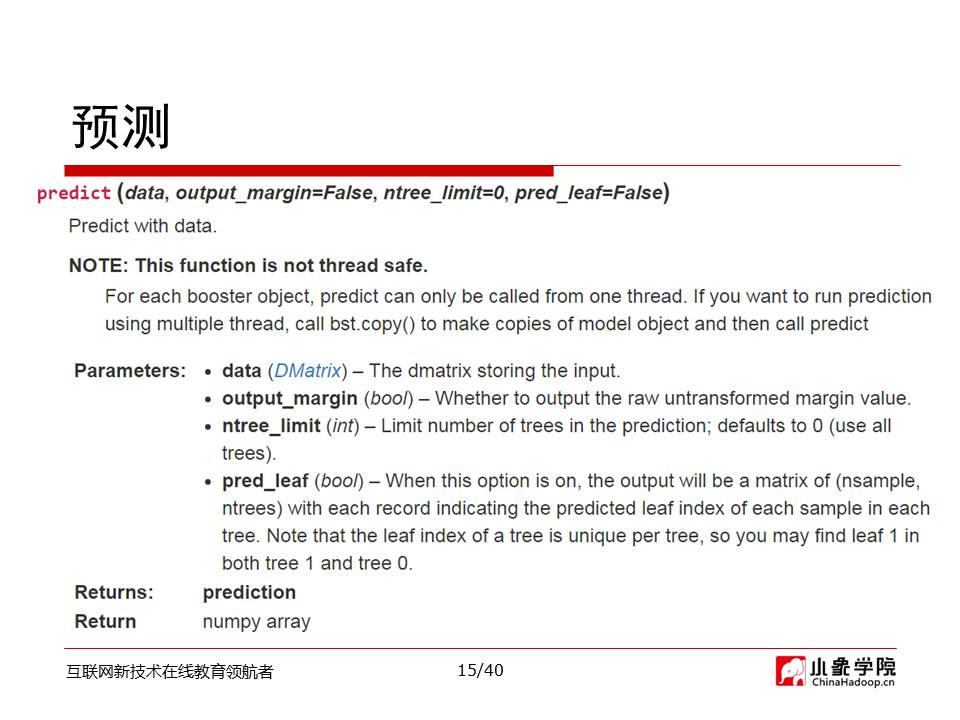 预测
predict (data, output_margin=False, ntree_limit=0, pred_leaf=False)
Predict with data.
NOTE: This function is not thread safe.
For each booster object, predict can only be called from one thread. If you want to run prediction
using multiple thread, call bst.copy() to make copies of model object and then call predict
Parameters:
• data (DMatrix) – The dmatrix storing the input.
• output_margin (bool) – Whether to output the raw untransformed margin value.
• ntree_limit (int) – Limit number of trees in the prediction; defaults to 0 (use all
trees).
• pred_leaf (bool) – When this option is on, the output will be a matrix of (nsample,
ntrees) with each record indicating the predicted leaf index of each sample in each
tree. Note that the leaf index of a tree is unique per tree, so you may find leaf 1 in
both tree 1 and tree 0.
Returns: prediction
Return numpy array
互联网新技术在线教育领航者
15/40
小象学院
ChinaHadoop.cn